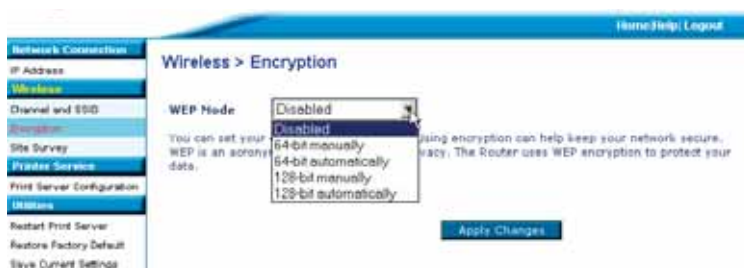 Home|Help| Logout
Network Connection
IP Address
Wireless
Channel and SSID
Encryption
Site Survey
Printer Service
Print Server Configuration
Utilities
Restart Print Server
Restore Factory Default
Save Current Settings
Wireless > Encryption
WEP Mode Disabled
Disabled
64-bit manually
64-bit automatically
128-bit manually
128-bit automatically
You can set your using encryption can help keep your network secure.
WEP is an acrony vacy. The Router uses WEP encryption to protect your
data.
Apply Changes